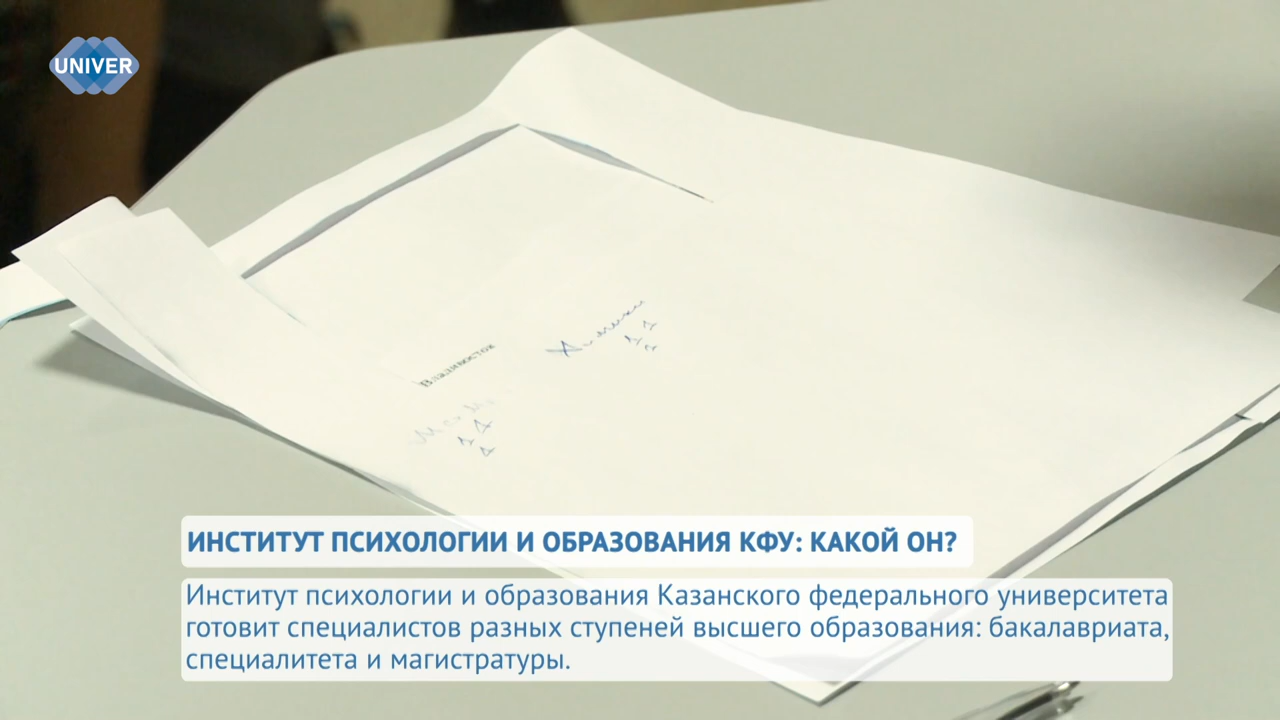 UNIVER
Владивосток
ИНСТИТУТ ПСИХОЛОГИИ И ОБРАЗОВАНИЯ КФУ: КАКОЙ ОН?
Институт психологии и образования Казанского федерального университета
готовит специалистов разных ступеней высшего образования: бакалавриата,
специалитета и магистратуры.